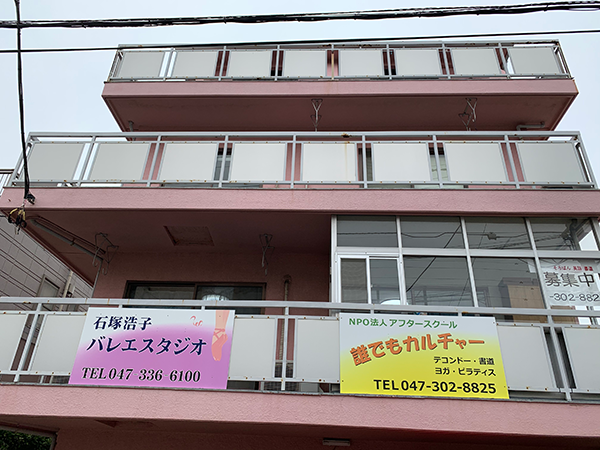 石塚浩子
バレエスタジオ
TEL 047-336-6100
NPO法人アフタースクール
誰でもカルチャー
テコンドー・書道
ヨガ・ピラティス
TEL 047-302-8825
募集中
-302-882